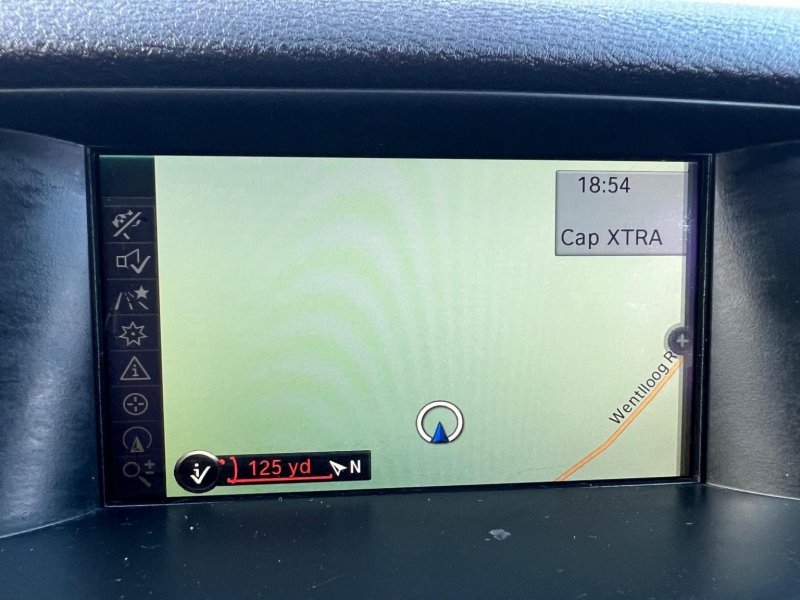 18:54
Cap XTRA
Wentlloog R
125 yd
N